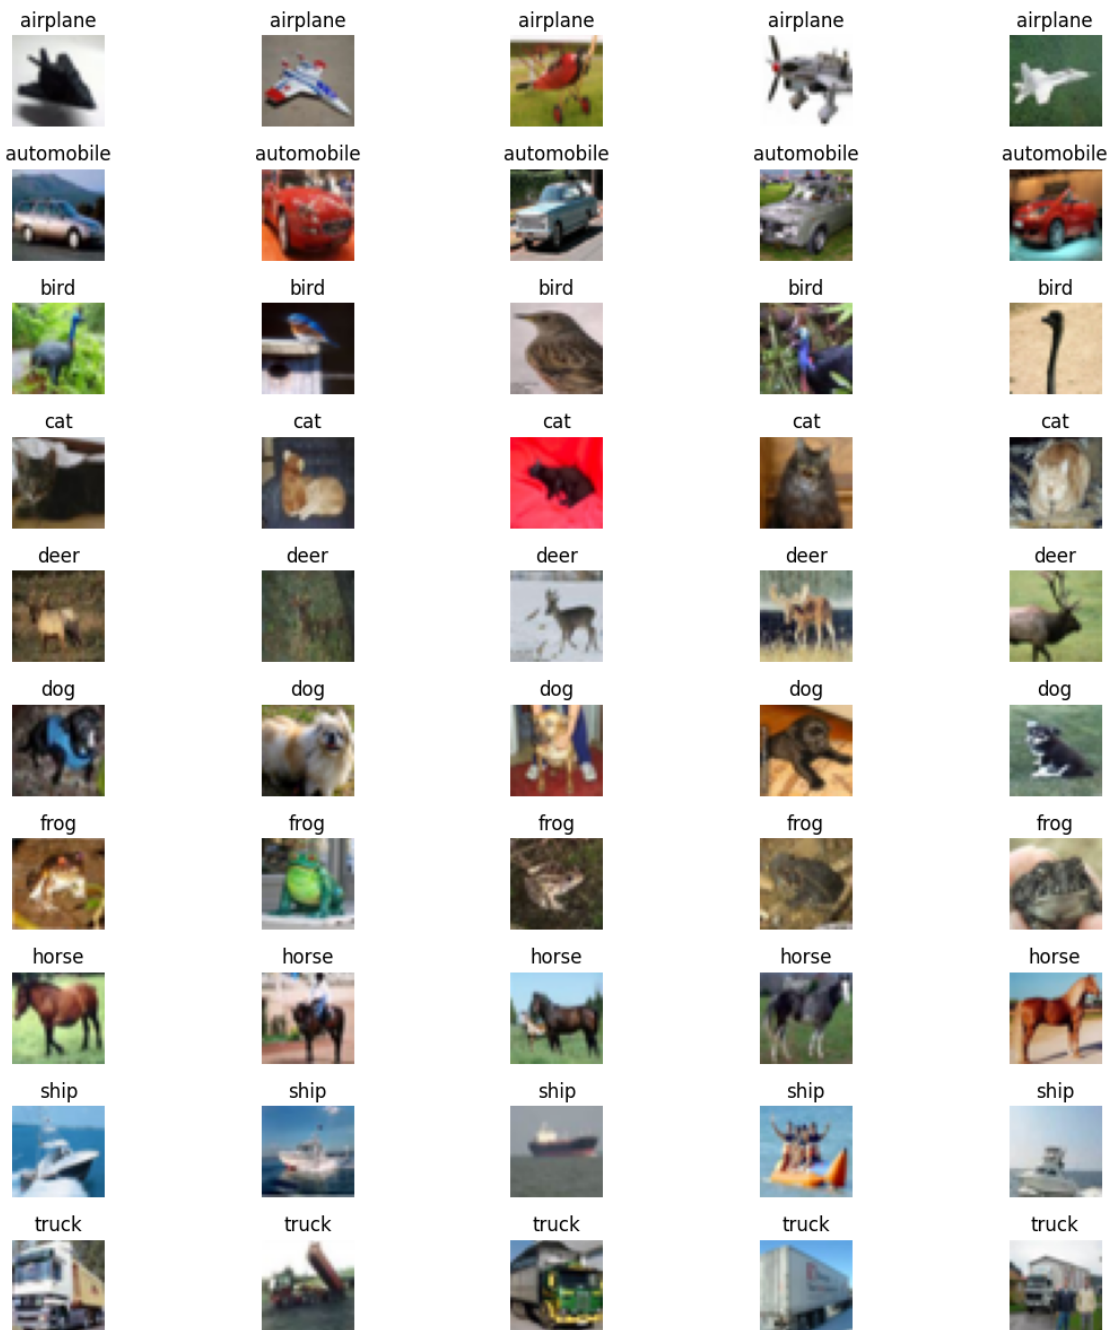 airplane airplane airplane airplane airplane
automobile automobile automobile automobile automobile
bird bird bird bird bird
cat cat cat cat cat
deer deer deer deer deer
dog dog dog dog dog
frog frog frog frog frog
horse horse horse horse horse
ship ship ship ship ship
truck truck truck truck truck